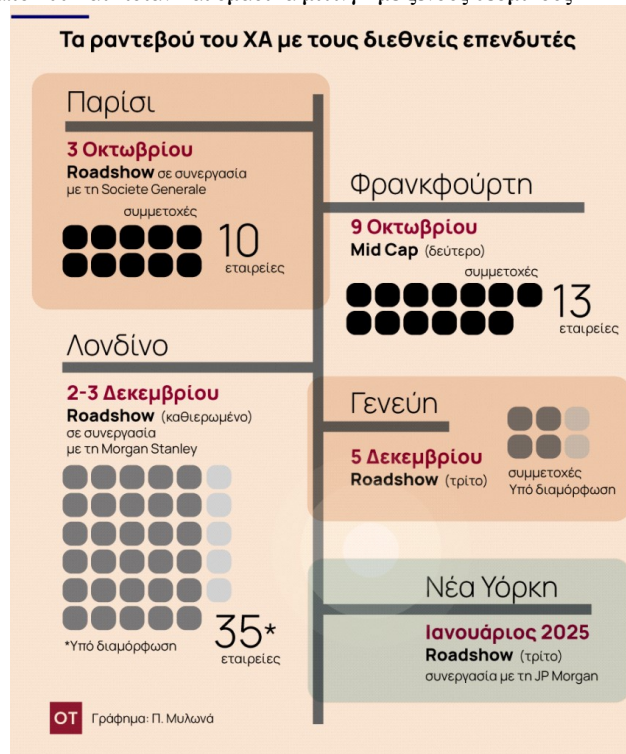 Τα ραντεβού του ΧΑ με τους διεθνείς επενδυτές
Παρίσι
3 Οκτωβρίου
Roadshow σε συνεργασία
με τη Societe Generale
συμμετοχές
10
εταιρείες
Φρανκφούρτη
9 Οκτωβρίου
Mid Cap (δεύτερο)
συμμετοχές
13
εταιρείες
Λονδίνο
2-3 Δεκεμβρίου
Roadshow (καθιερωμένο)
σε συνεργασία
με τη Morgan Stanley
35*
εταιρείες
*Υπό διαμόρφωση
Γενεύη
5 Δεκεμβρίου
Roadshow (τρίτο)
συμμετοχές
Υπό διαμόρφωση
Νέα Υόρκη
Ιανουάριος 2025
Roadshow (τρίτο)
συνεργασία με τη JP Morgan
ΟΤ Γράφημα: Π. Μυλωνά